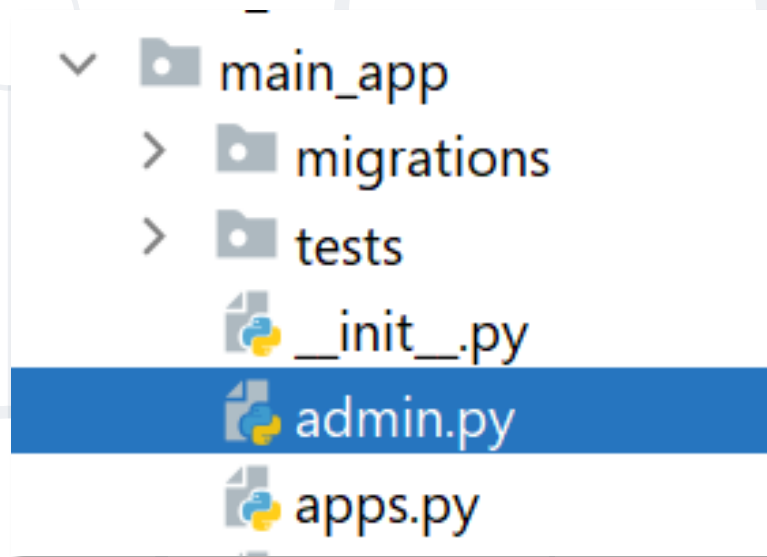 main_app
migrations
tests
__init__.py
admin.py
apps.py